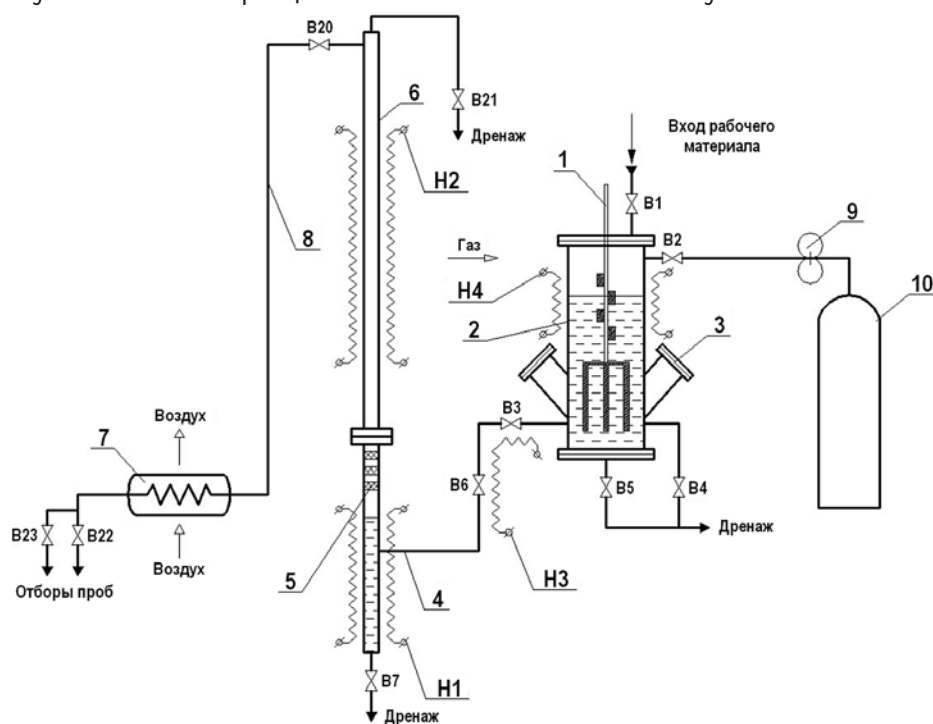 В20
6
В21
Дренаж
Вход рабочего
материала
Н2
1
В1
9
8
Газ
В2
Н4
10
2
3
Воздух
В3
7
В6
В5
В4
Дренаж
В23
В22
Отборы проб
Воздух
5
4
Н3
В7
Н1
Дренаж